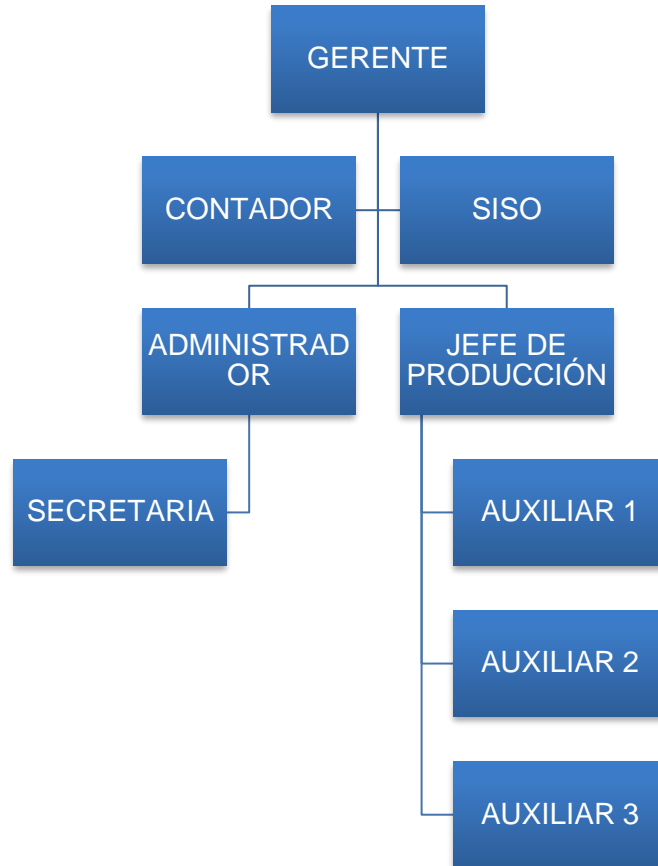 GERENTE
CONTADOR
SISO
ADMINISTRAD
OR
JEFE DE
PRODUCCIÓN
SECRETARIA
AUXILIAR 1
AUXILIAR 2
AUXILIAR 3